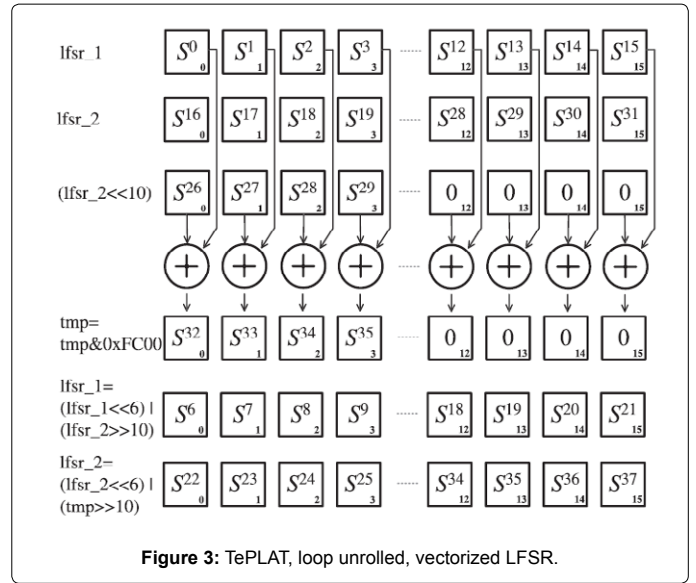 lfsr_1 S^0 0 S^1 1 S^2 2 S^3 3 ........ S^12 12 S^13 13 S^14 14 S^15 15
lfsr_2 S^16 0 S^17 1 S^18 2 S^19 3 ........ S^28 12 S^29 13 S^30 14 S^31 15
(lfsr_2<<10) S^26 0 S^27 1 S^28 2 S^29 3 ........ 0 12 0 13 0 14 0 15
+ + + + ........ + + + +
tmp=
tmp&0xFC00 S^32 0 S^33 1 S^34 2 S^35 3 ........ 0 12 0 13 0 14 0 15
lfsr_1=
(lfsr_1<<6) | S^6 0 S^7 1 S^8 2 S^9 3 ........ S^18 12 S^19 13 S^20 14 S^21 15
(lfsr_2>>10)
lfsr_2=
(lfsr_2<<6) | S^22 0 S^23 1 S^24 2 S^25 3 ........ S^34 12 S^35 13 S^36 14 S^37 15
(tmp>>10)
Figure 3: TePLAT, loop unrolled, vectorized LFSR.